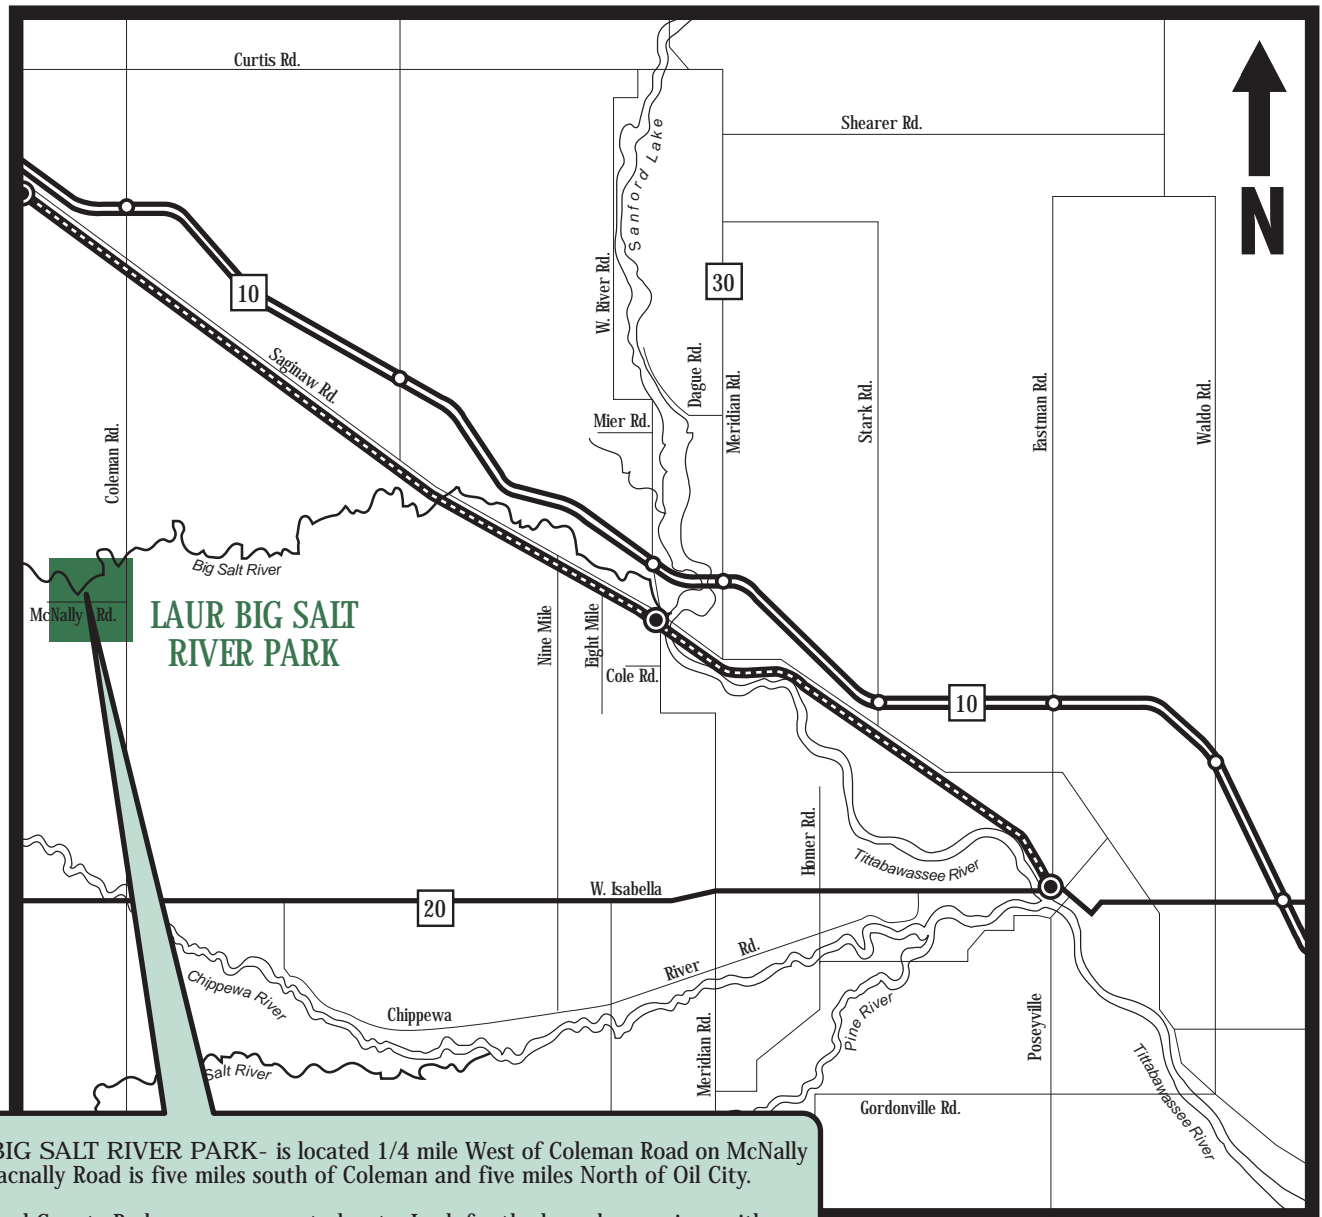 Curtis Rd.
Shearer Rd.
Sanford Lake
N
10
30
W. River Rd.
Saginaw Rd.
Dague Rd.
Meridian Rd.
Stark Rd.
Eastman Rd.
Waldo Rd.
Mier Rd.
Coleman Rd.
Big Salt River
McNally Rd.
LAUR BIG SALT
RIVER PARK
Nine Mile
Eight Mile
Cole Rd.
10
Homer Rd.
Tittabawassee River
W. Isabella
20
River Rd.
Chippewa River
Chippewa
Pine River
Meridian Rd.
Poseyville
Salt River
Tittabawassee River
Gordonville Rd.
BIG SALT RIVER PARK- is located 1/4 mile West of Coleman Road on McNally
acnally Road is five miles south of Coleman and five miles North of Oil City.